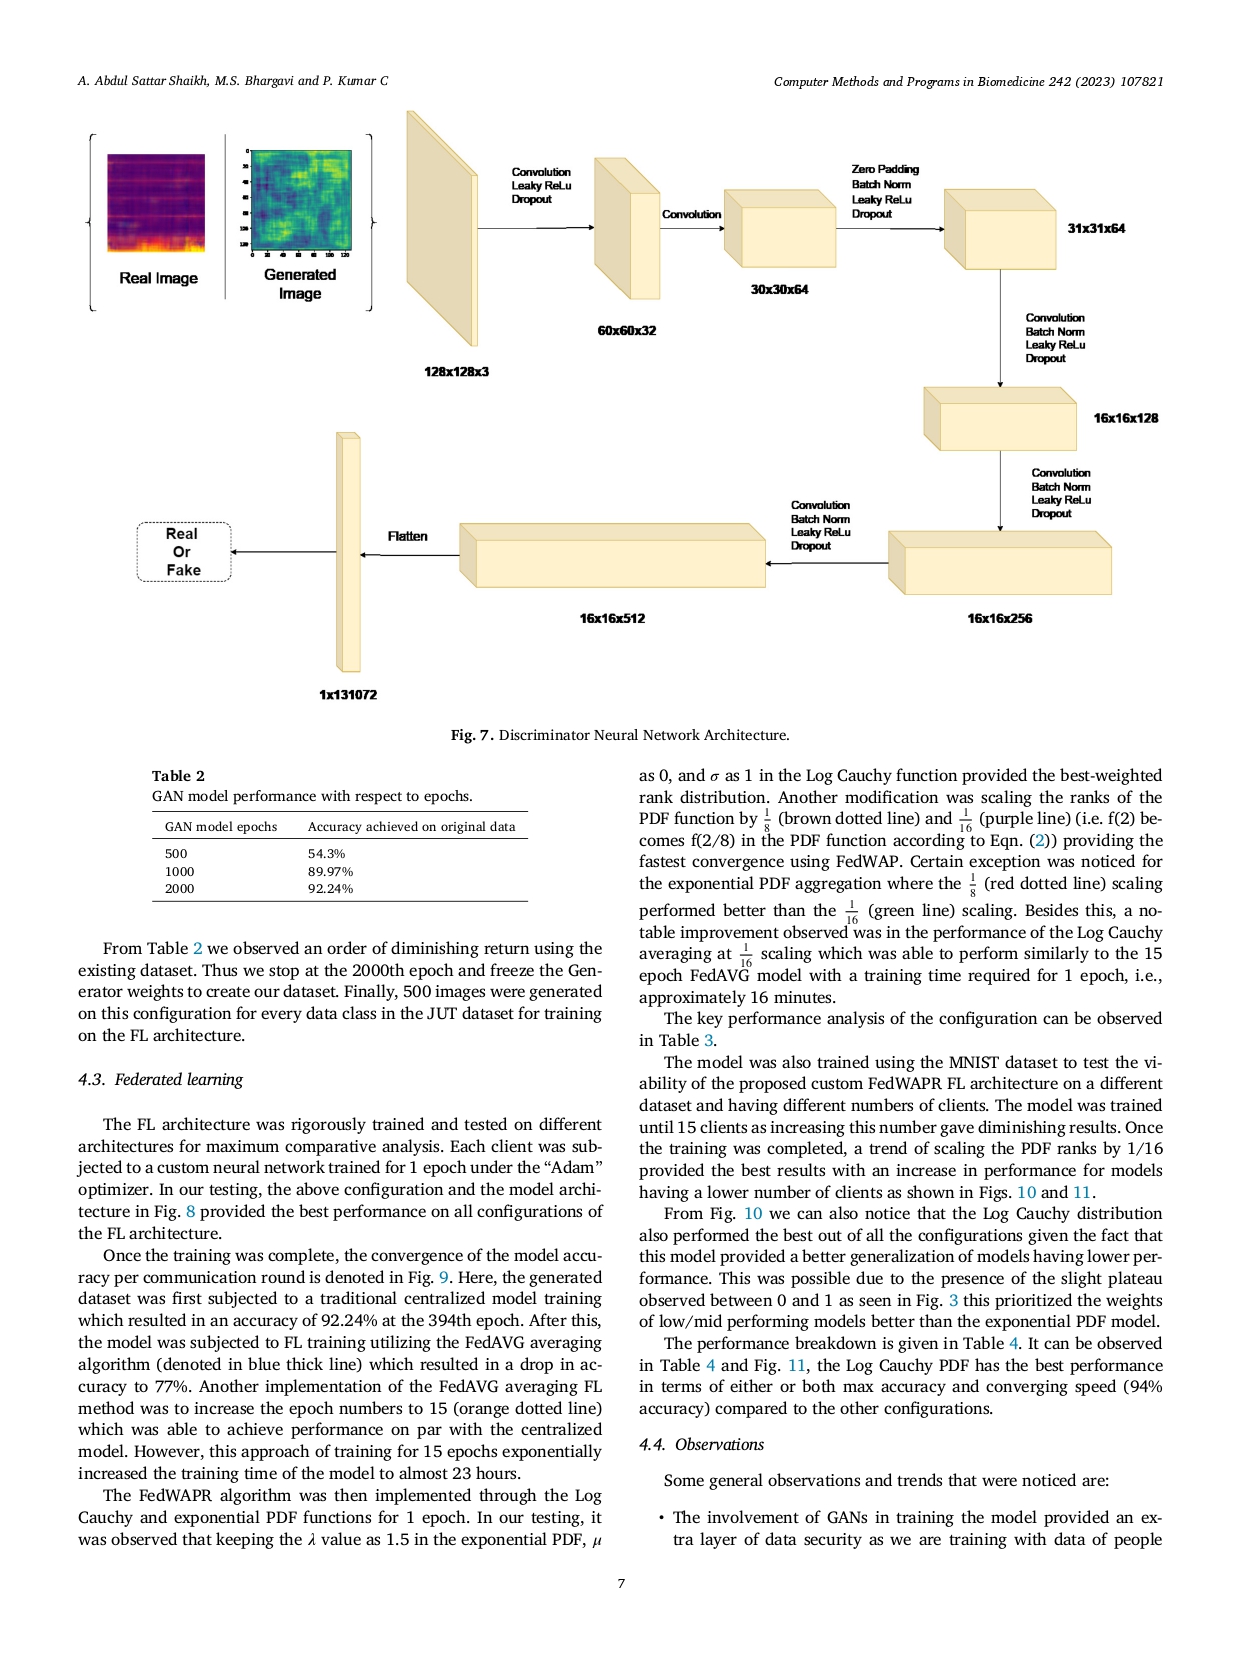 A. Abdul Sattar Shaikh, M.S. Bhargavi and P. Kumar C
Computer Methods and Programs in Biomedicine 242 (2023) 107821
Real Image
Generated
Image
128x128x3
Convolution
Leaky ReLu
Dropout
60x60x32
Convolution
30x30x64
Zero Padding
Batch Norm
Leaky ReLu
Dropout
31x31x64
Convolution
Batch Norm
Leaky ReLu
Dropout
16x16x128
Convolution
Batch Norm
Leaky ReLu
Dropout
16x16x256
Convolution
Batch Norm
Leaky ReLu
Dropout
16x16x512
Flatten
1x131072
Real
Or
Fake
Fig. 7. Discriminator Neural Network Architecture.
Table 2
GAN model performance with respect to epochs.
GAN model epochs Accuracy achieved on original data
500 54.3%
1000 89.97%
2000 92.24%
From Table 2 we observed an order of diminishing return using the
existing dataset. Thus we stop at the 2000th epoch and freeze the Gen-
erator weights to create our dataset. Finally, 500 images were generated
on this configuration for every data class in the JUT dataset for training
on the FL architecture.
4.3. Federated learning
The FL architecture was rigorously trained and tested on different
architectures for maximum comparative analysis. Each client was sub-
jected to a custom neural network trained for 1 epoch under the “Adam”
optimizer. In our testing, the above configuration and the model archi-
tecture in Fig. 8 provided the best performance on all configurations of
the FL architecture.
Once the training was complete, the convergence of the model accu-
racy per communication round is denoted in Fig. 9. Here, the generated
dataset was first subjected to a traditional centralized model training
which resulted in an accuracy of 92.24% at the 394th epoch. After this,
the model was subjected to FL training utilizing the FedAVG averaging
algorithm (denoted in blue thick line) which resulted in a drop in ac-
curacy to 77%. Another implementation of the FedAVG averaging FL
method was to increase the epoch numbers to 15 (orange dotted line)
which was able to achieve performance on par with the centralized
model. However, this approach of training for 15 epochs exponentially
increased the training time of the model to almost 23 hours.
The FedWAPR algorithm was then implemented through the Log
Cauchy and exponential PDF functions for 1 epoch. In our testing, it
was observed that keeping the λ value as 1.5 in the exponential PDF, μ
as 0, and σ as 1 in the Log Cauchy function provided the best-weighted
rank distribution. Another modification was scaling the ranks of the
PDF function by 1/8 (brown dotted line) and 1/16 (purple line) (i.e. f(2) be-
comes f(2/8) in the PDF function according to Eqn. (2)) providing the
fastest convergence using FedWAP. Certain exception was noticed for
the exponential PDF aggregation where the 1/8 (red dotted line) scaling
performed better than the 1/16 (green line) scaling. Besides this, a no-
table improvement observed was in the performance of the Log Cauchy
averaging at 1/16 scaling which was able to perform similarly to the 15
epoch FedAVG model with a training time required for 1 epoch, i.e.,
approximately 16 minutes.
The key performance analysis of the configuration can be observed
in Table 3.
The model was also trained using the MNIST dataset to test the vi-
ability of the proposed custom FedWAPR FL architecture on a different
dataset and having different numbers of clients. The model was trained
until 15 clients as increasing this number gave diminishing results. Once
the training was completed, a trend of scaling the PDF ranks by 1/16
provided the best results with an increase in performance for models
having a lower number of clients as shown in Figs. 10 and 11.
From Fig. 10 we can also notice that the Log Cauchy distribution
also performed the best out of all the configurations given the fact that
this model provided a better generalization of models having lower per-
formance. This was possible due to the presence of the slight plateau
observed between 0 and 1 as seen in Fig. 3 this prioritized the weights
of low/mid performing models better than the exponential PDF model.
The performance breakdown is given in Table 4. It can be observed
in Table 4 and Fig. 11, the Log Cauchy PDF has the best performance
in terms of either or both max accuracy and converging speed (94%
accuracy) compared to the other configurations.
4.4. Observations
Some general observations and trends that were noticed are:
• The involvement of GANs in training the model provided an ex-
tra layer of data security as we are training with data of people
7